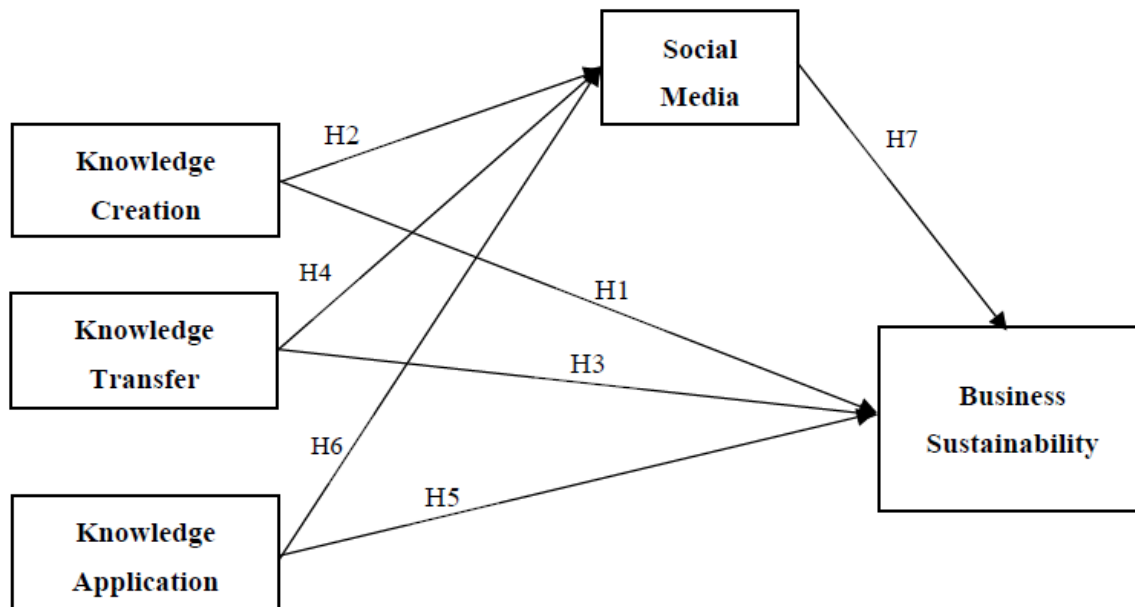 Social
Media
H2
H7
Knowledge
Creation
H4
H1
Knowledge
Transfer
H3
Business
Sustainability
H6
H5
Knowledge
Application